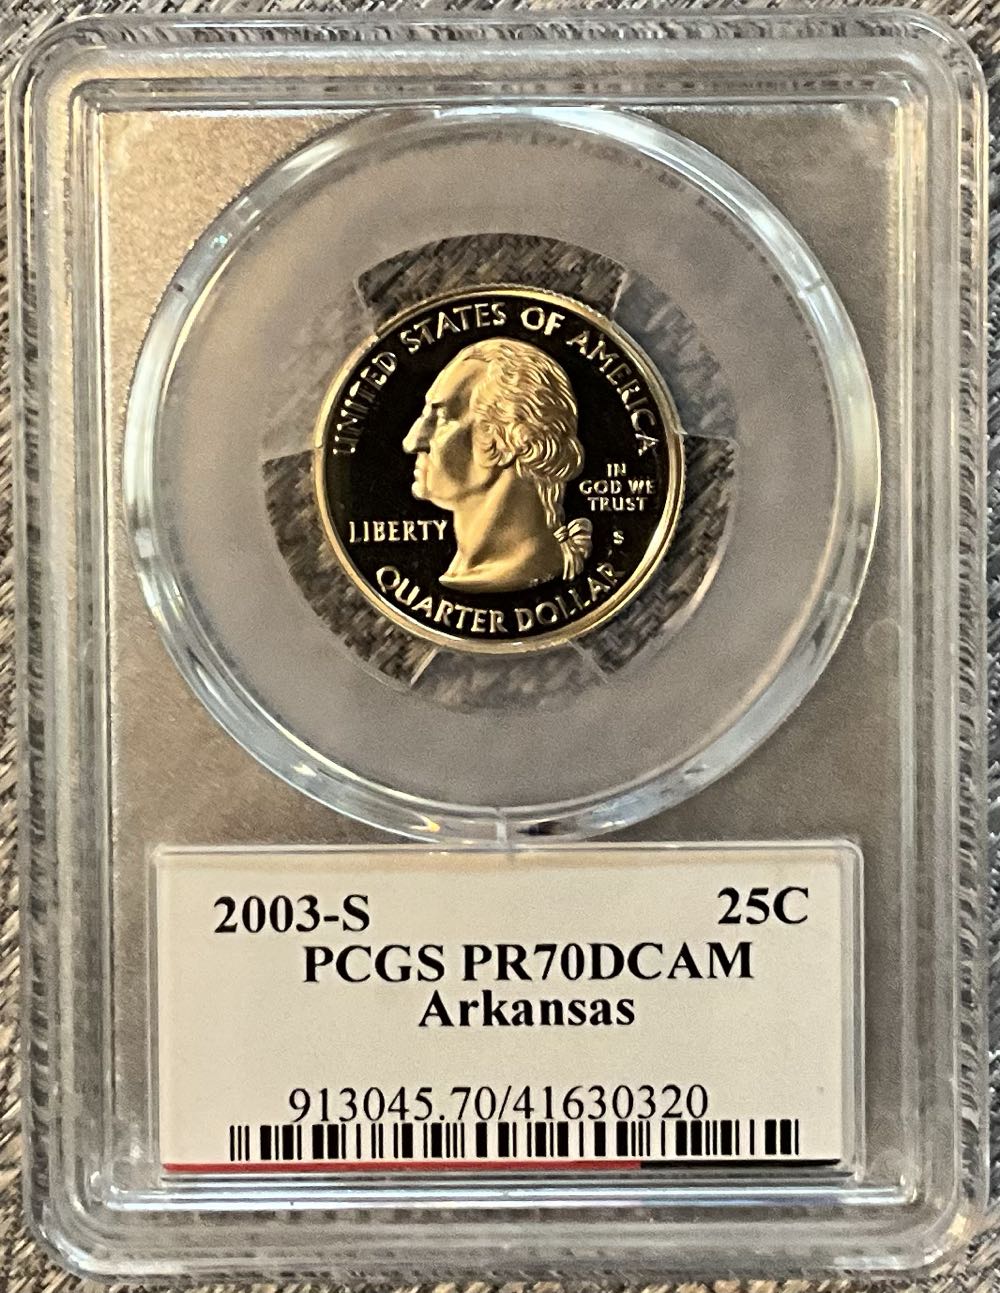 UNITED STATES OF AMERICA
IN
GOD WE
TRUST
LIBERTY
S
QUARTER DOLLAR
2003-S 25C
PCGS PR70DCAM
Arkansas
913045.70/41630320